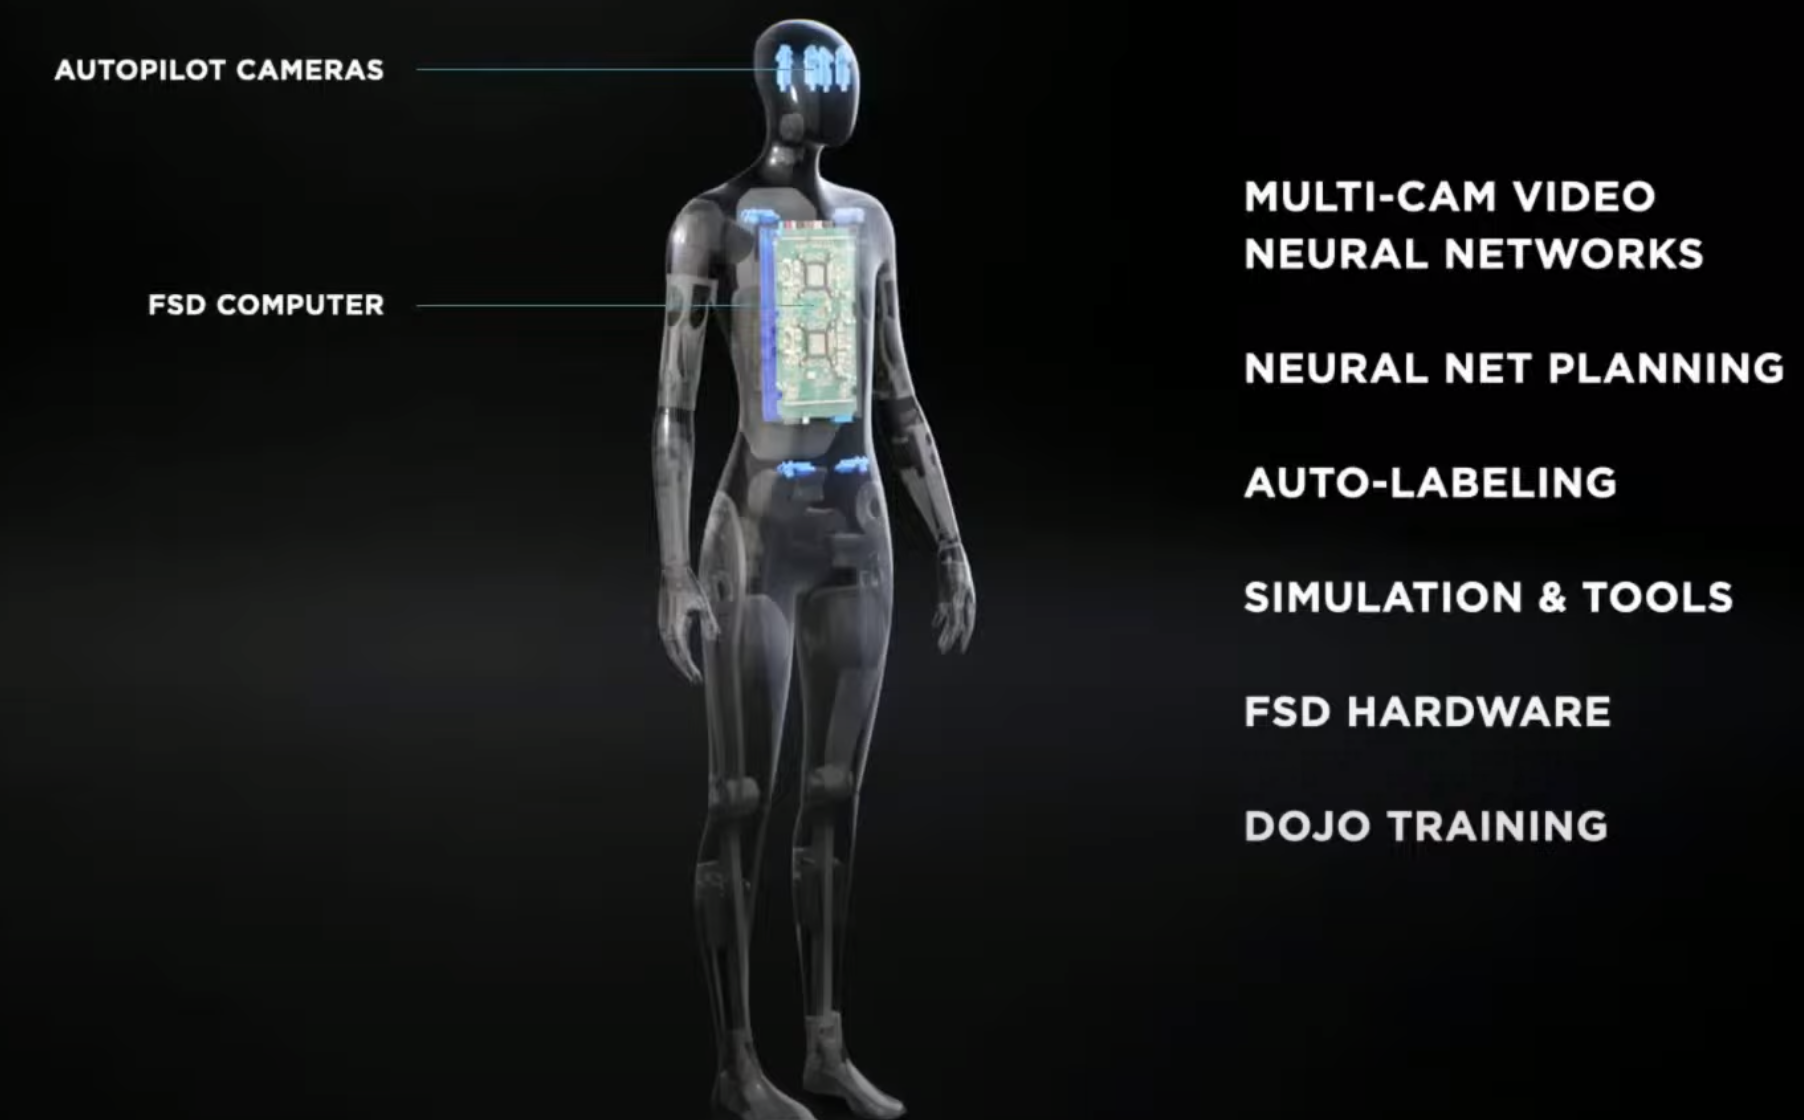 AUTOPILOT CAMERAS
FSD COMPUTER
MULTI-CAM VIDEO
NEURAL NETWORKS
NEURAL NET PLANNING
AUTO-LABELING
SIMULATION & TOOLS
FSD HARDWARE
DOJO TRAINING